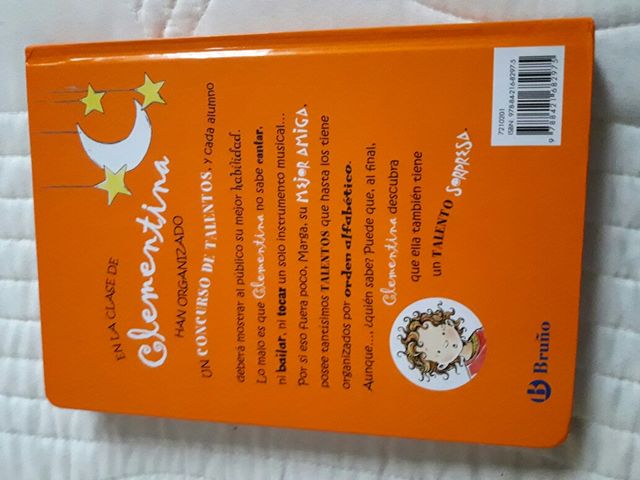 EN LA CLASE DE
Clementina
HAN ORGANIZADO
UN CONCURSO DE TALENTOS, y cada alumno
deberá mostrar al público su mejor habilidad.
Lo malo es que Clementina no sabe cantar,
ni bailar, ni tocar un solo instrumento musical...
Por si eso fuera poco, Marga, su MEJOR AMIGA,
posee tantísimos TALENTOS que hasta los tiene
organizados por orden alfabético.
Aunque... ¿quién sabe? Puede que, al final,
Clementina descubra
que ella también tiene
un TALENTO SORPRESA.
Bruño
7210001
ISBN: 978-84-216-8297-5
9 788421 682975